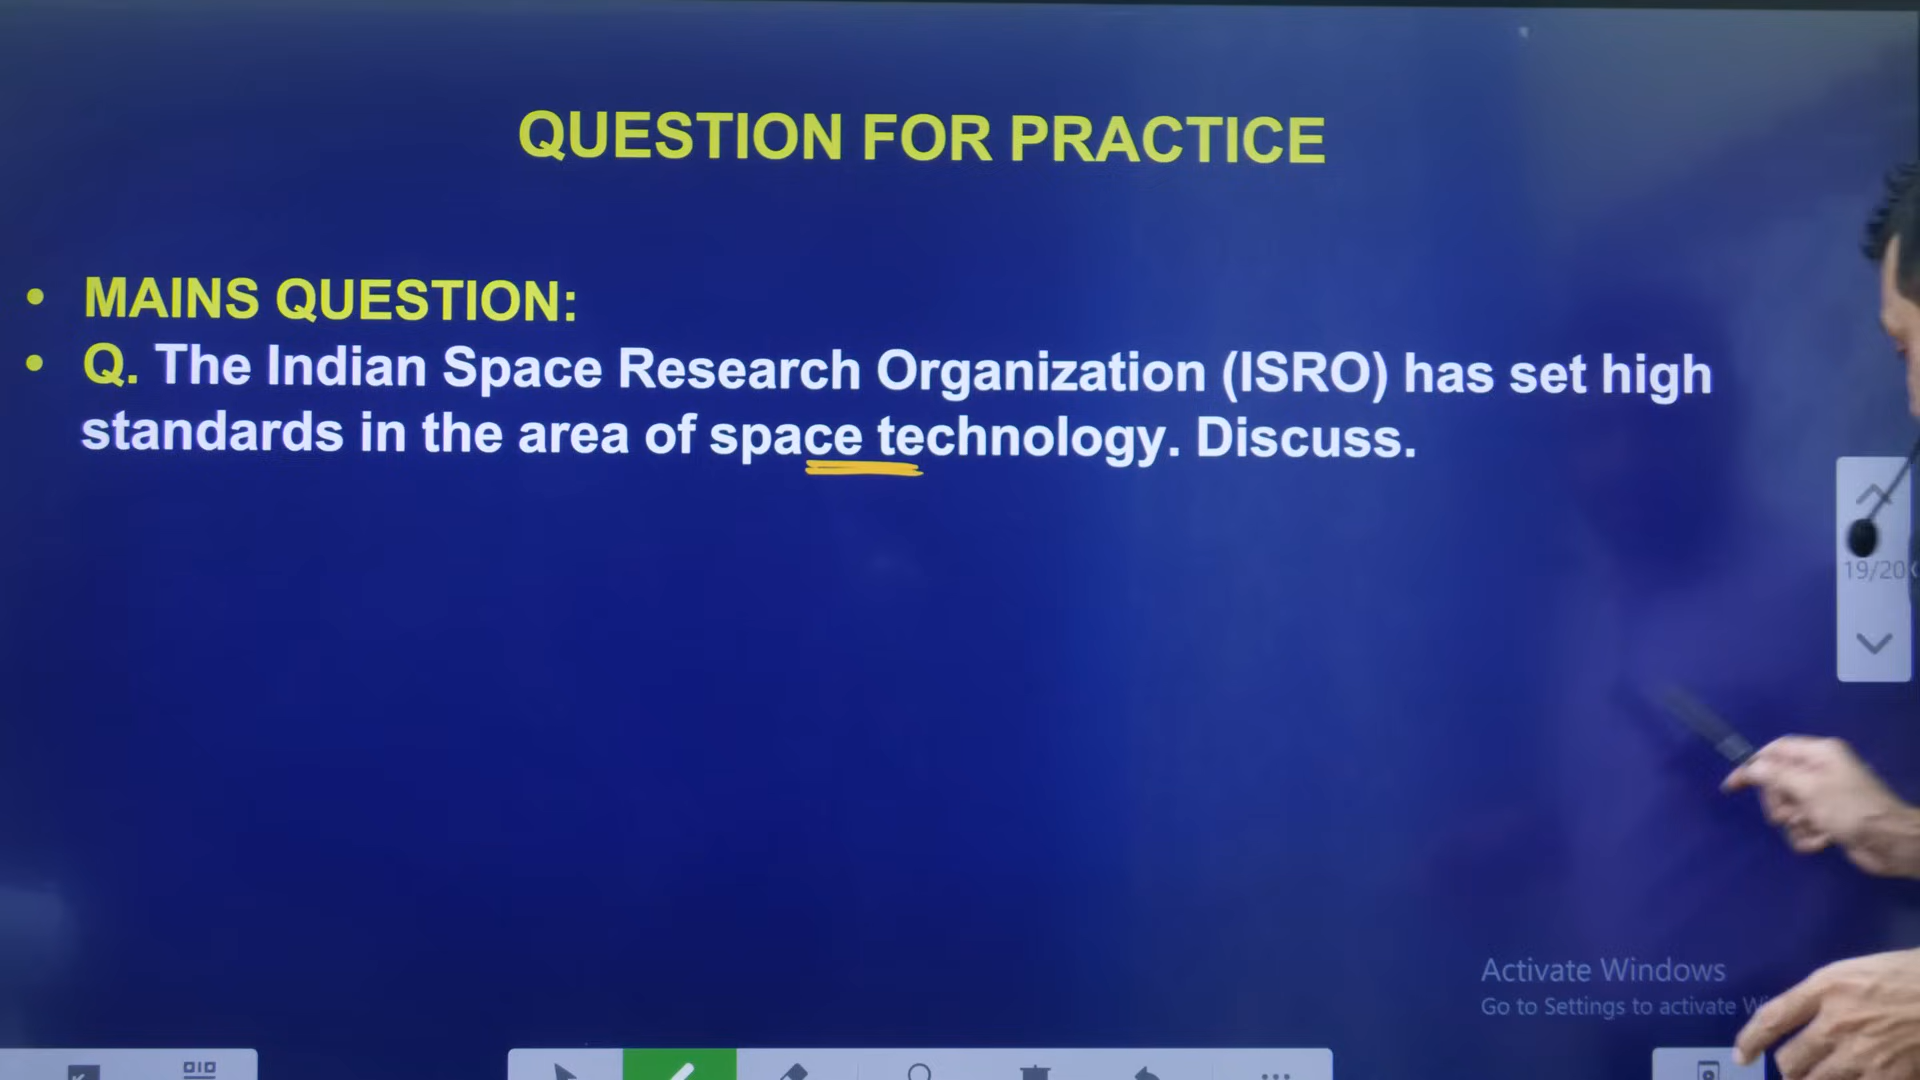 QUESTION FOR PRACTICE
• MAINS QUESTION:
• Q. The Indian Space Research Organization (ISRO) has set high
standards in the area of space technology. Discuss.
19/20
Activate Windows
Go to Settings to activate